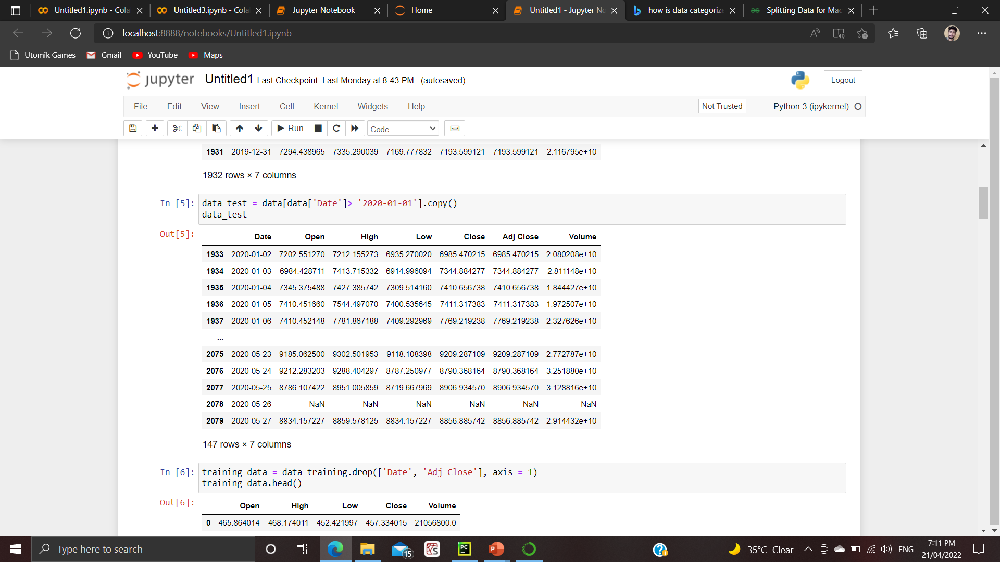 Untitled1.ipynb - Cola
Untitled3.ipynb - Cola
Jupyter Notebook
Home
Untitled1 - Jupyter No
how is data categorize
Splitting Data for Mac
localhost:8888/notebooks/Untitled1.ipynb
Utomik Games
Gmail
YouTube
Maps
jupyter Untitled1 Last Checkpoint: Last Monday at 8:43 PM (autosaved)
Logout
File Edit View Insert Cell Kernel Widgets Help
Not Trusted
Python 3 (ipykernel)
Run
Code
1931 2019-12-31 7294.438965 7335.290039 7169.777832 7193.599121 7193.599121 2.116795e+10
1932 rows × 7 columns
In [5]: data_test = data[data['Date']> '2020-01-01'].copy()
data_test
Out[5]:
Date Open High Low Close Adj Close Volume
1933 2020-01-02 7202.551270 7212.155273 6935.270020 6985.470215 6985.470215 2.080208e+10
1934 2020-01-03 6984.428711 7413.715332 6914.996094 7344.884277 7344.884277 2.811148e+10
1935 2020-01-04 7345.375488 7427.385742 7309.514160 7410.656738 7410.656738 1.844427e+10
1936 2020-01-05 7410.451660 7544.497070 7400.535645 7411.317383 7411.317383 1.972507e+10
1937 2020-01-06 7410.452148 7781.867188 7409.292969 7769.219238 7769.219238 2.327626e+10
... ... ... ... ... ... ... ...
2075 2020-05-23 9185.062500 9302.501953 9118.108398 9209.287109 9209.287109 2.772787e+10
2076 2020-05-24 9212.283203 9288.404297 8787.250977 8790.368164 8790.368164 3.251880e+10
2077 2020-05-25 8786.107422 8951.005859 8719.667969 8906.934570 8906.934570 3.128816e+10
2078 2020-05-26 NaN NaN NaN NaN NaN NaN
2079 2020-05-27 8834.157227 8859.578125 8834.157227 8856.885742 8856.885742 2.914432e+10
147 rows × 7 columns
In [6]: training_data = data_training.drop(['Date', 'Adj Close'], axis = 1)
training_data.head()
Out[6]:
Open High Low Close Volume
0 465.864014 468.174011 452.421997 457.334015 21056800.0
Type here to search
15
PC
P
35°C Clear
ENG
7:11 PM
21/04/2022